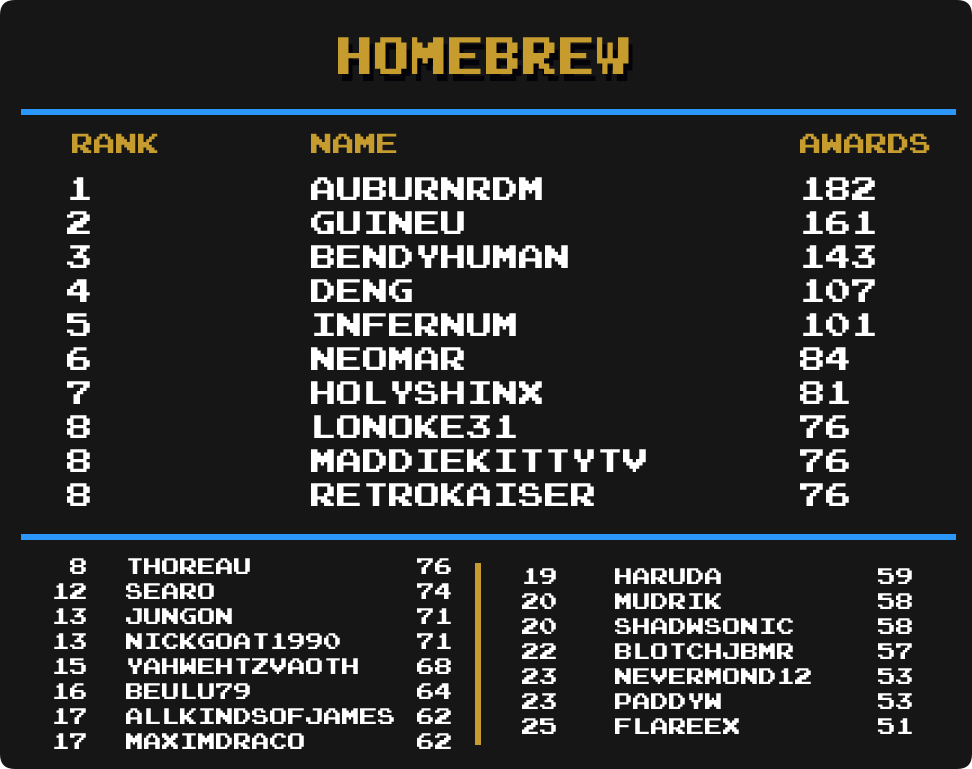 HOMEBREW
RANK NAME AWARDS
1 AUBURNRDM 182
2 GUINEU 161
3 BENDYHUMAN 143
4 DENG 107
5 INFERNUM 101
6 NEOMAR 84
7 HOLYSHINX 81
8 LONOKE31 76
8 MADDIEKITTYTV 76
8 RETROKAISER 76
8 THOREAU 76
12 SEARO 74
13 JUNGON 71
13 NICKGOAT1990 71
15 YAHWEHTZVAOTH 68
16 BEULU79 64
17 ALLKINDSOFJAMES 62
17 MAXIMDRACO 62
19 HARUDA 59
20 MUDRIK 58
20 SHADWSONIC 58
22 BLOTCHJBMR 57
23 NEVERMOND12 53
23 PADDYW 53
25 FLAREEX 51